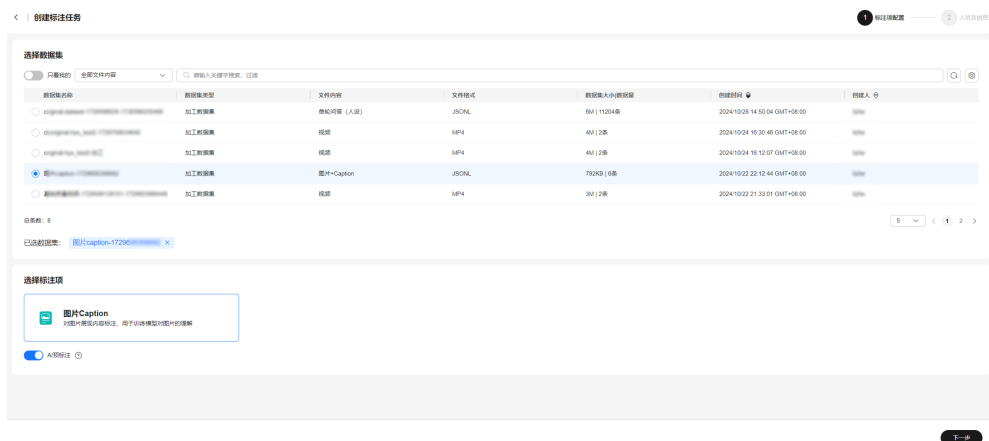 创建标注任务
1 标注项配置
2 人员及信息
选择数据集
只看我的 全部文件内容 请输入关键字搜索、过滤
数据集名称 数据集类型 文件内容 文件格式 数据集大小|数据量 创建时间 创建人
加工数据集 单轮问答（人设） JSONL 6M | 11204条 2024/10/28 14:50:04 GMT+08:00
加工数据集 视频 MP4 4M | 2条 2024/10/24 16:30:46 GMT+08:00
加工数据集 视频 MP4 4M | 2条 2024/10/24 16:12:07 GMT+08:00
加工数据集 图片+Caption JSONL 792KB | 6条 2024/10/22 22:12:44 GMT+08:00
加工数据集 视频 MP4 3M | 2条 2024/10/22 21:33:01 GMT+08:00
总条数：8 5 1 2
已选数据集： 图片caption-17296
选择标注项
图片Caption
对图片展现内容标注，用于训练模型对图片的理解
AI预标注
下一步